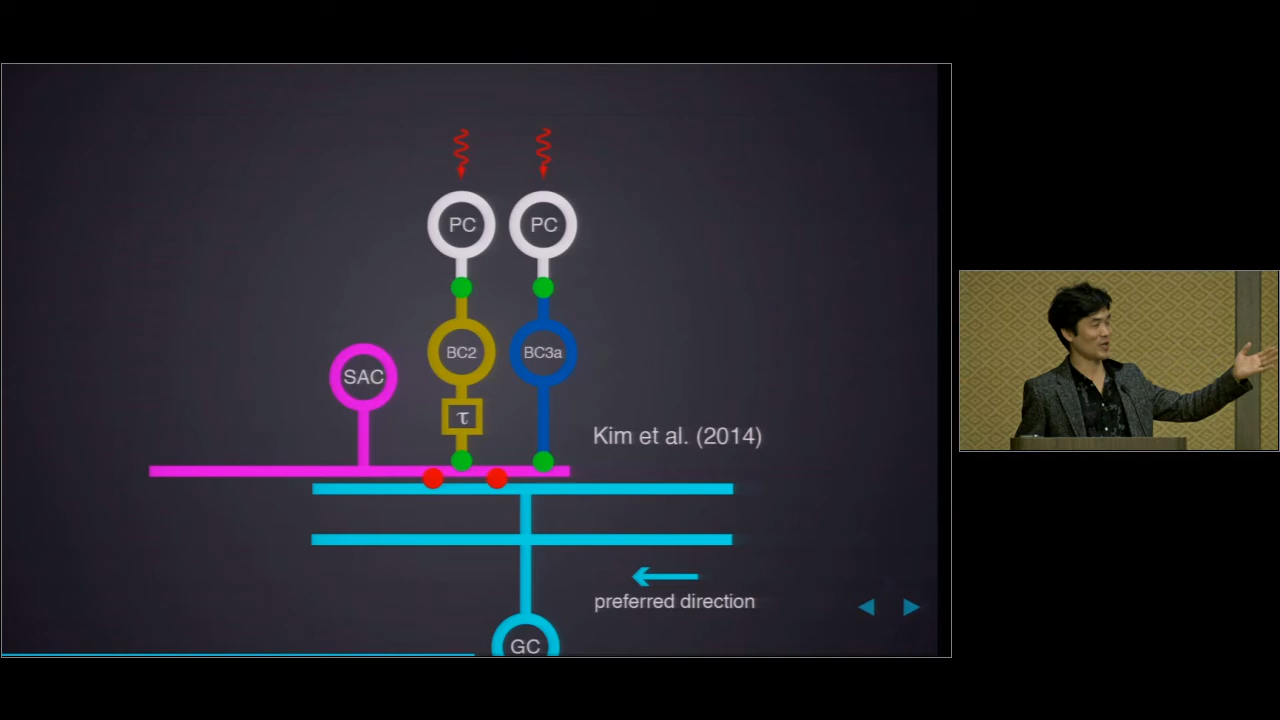 PC PC
BC2 BC3a
SAC
τ
Kim et al. (2014)
preferred direction
GC